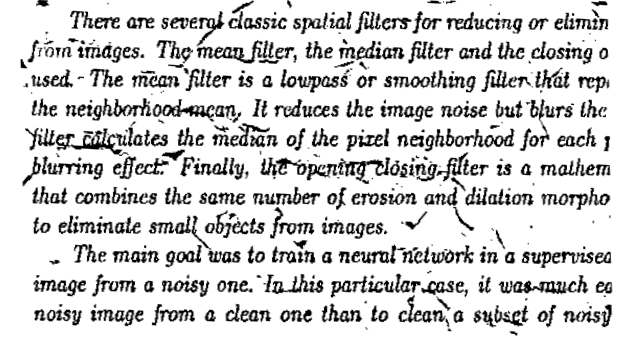 There are several classic spatial filters for reducing or elimin
from images. The mean filter, the median filter and the closing o
used. The mean filter is a lowpass or smoothing filter that rep
the neighborhood mean. It reduces the image noise but blurs the
filter calculates the median of the pixel neighborhood for each p
blurring effect. Finally, the opening closing filter is a mathem
that combines the same number of erosion and dilation morpho
to eliminate small objects from images.
The main goal was to train a neural network in a supervised
image from a noisy one. In this particular case, it was much ea
noisy image from a clean one than to clean a subset of noisy